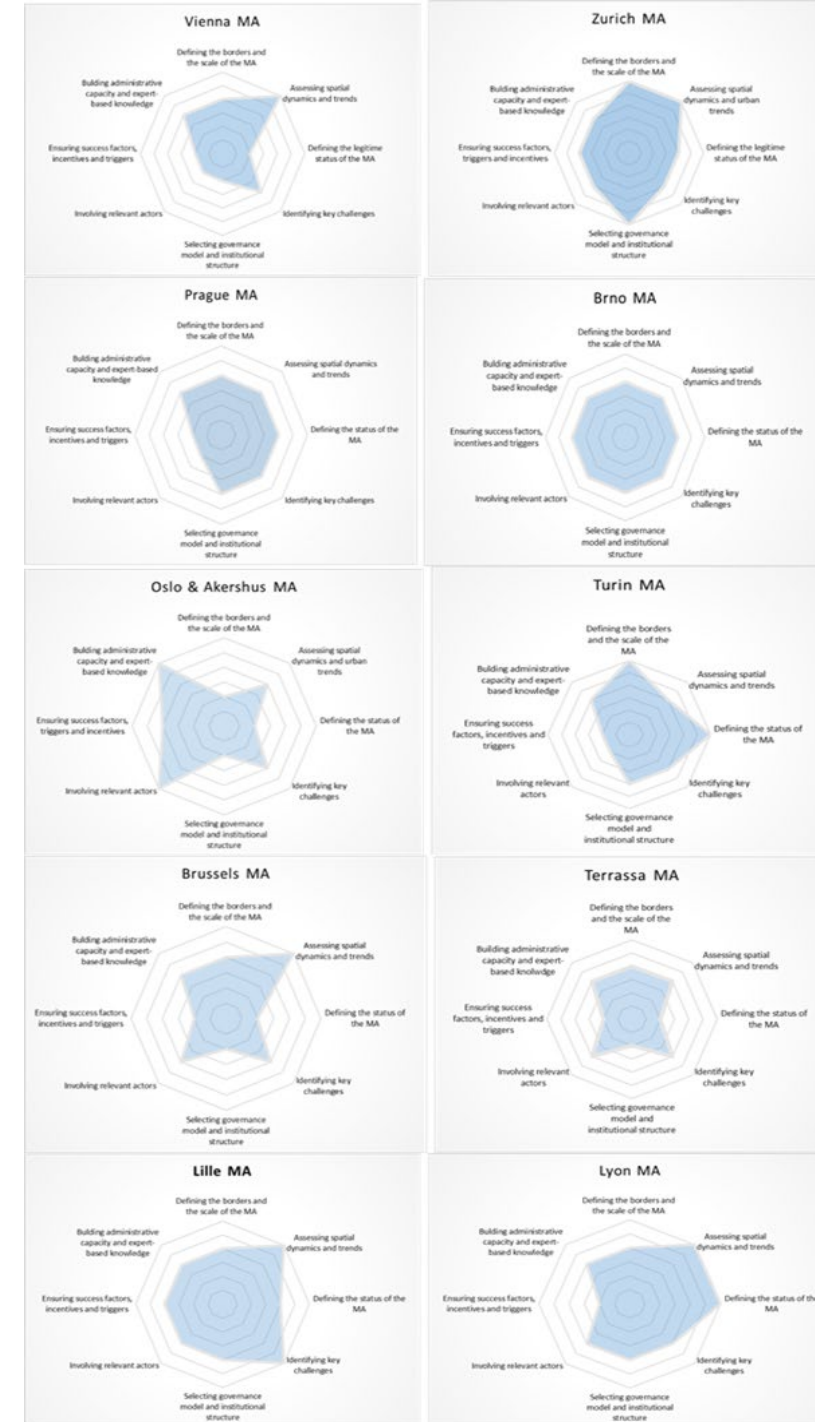 Vienna MA
Defining the borders and
the scale of the MA
Bulding administrative
capacity and expert-
based knowledge
Assessing spatial
dynamics and trends
Ensuring success factors,
incentives and triggers
Defining the legitime
status of the MA
Involving relevant actors
Identifying key challenges
Selecting governance
model and institutional
structure
Zurich MA
Defining the borders and
the scale of the MA
Bulding administrative
capacity and expert-
based knowledge
Assessing spatial
dynamics and urban
trends
Ensuring success factors,
triggers and incentives
Defining the legitime
status of the MA
Involving relevant actors
Identifying key
challenges
Selecting governance
model and institutional
structure
Prague MA
Defining the borders and
the scale of the MA
Bulding administrative
capacity and expert-based
knowledge
Assessing spatial dynamics
and trends
Ensuring success factors,
incentives and triggers
Defining the status of the
MA
Involving relevant actors
Identifying key challenges
Selecting governance
model and institutional
structure
Brno MA
Defining the borders and
the scale of the MA
Bulding administrative
capacity and expert-
based knowledge
Assessing spatial
dynamics and trends
Ensuring success factors,
incentives and triggers
Defining the status of the
MA
Involving relevant actors
Identifying key
challenges
Selecting governance
model and institutional
structure
Oslo & Akershus MA
Defining the borders and
the scale of the MA
Bulding administrative
capacity and expert-
based knowledge
Assessing spatial
dynamics and urban
trends
Ensuring success factors,
triggers and incentives
Defining the status of
the MA
Involving relevant actors
Identifying key
challenges
Selecting governance
model and institutional
structure
Turin MA
Defining the borders
and the scale of the
MA
Bulding administrative
capacity and expert-
based knowledge
Assessing spatial
dynamics and trends
Ensuring success
factors, incentives and
triggers
Defining the status of
the MA
Involving relevant
actors
Identifying key
challenges
Selecting governance
model and
institutional structure
Brussels MA
Defining the borders and
the scale of the MA
Bulding administrative
capacity and expert-
based knowledge
Assessing spatial
dynamics and trends
Ensuring success factors,
incentives and triggers
Defining the status of
the MA
Involving relevant actors
Identifying key
challenges
Selecting governance
model and institutional
structure
Terrassa MA
Defining the borders
and the scale of the
MA
Building administrative
capacity and expert-
based knolwdge
Assessing spatial
dynamics and trends
Ensuring success
factors, incentives and
triggers
Defining the status of
the MA
Involving relevant
actors
Identifying key
challenges
Selecting governance
model and
institutional structure
Lille MA
Defining the borders and
the scale of the MA
Bulding administrative
capacity and expert-
based knowledge
Assessing spatial
dynamics and trends
Ensuring success factors,
incentives and triggers
Defining the status of the
MA
Involving relevant actors
Identifying key
challenges
Selecting governance
model and institutional
structure
Lyon MA
Defining the borders and
the scale of the MA
Bulding administrative
capacity and expert-
based knowledge
Assessing spatial
dynamics and trends
Ensuring success factors,
incentives and triggers
Defining the status of the
MA
Involving relevant actors
Identifying key
challenges
Selecting governance
model and institutional
structure